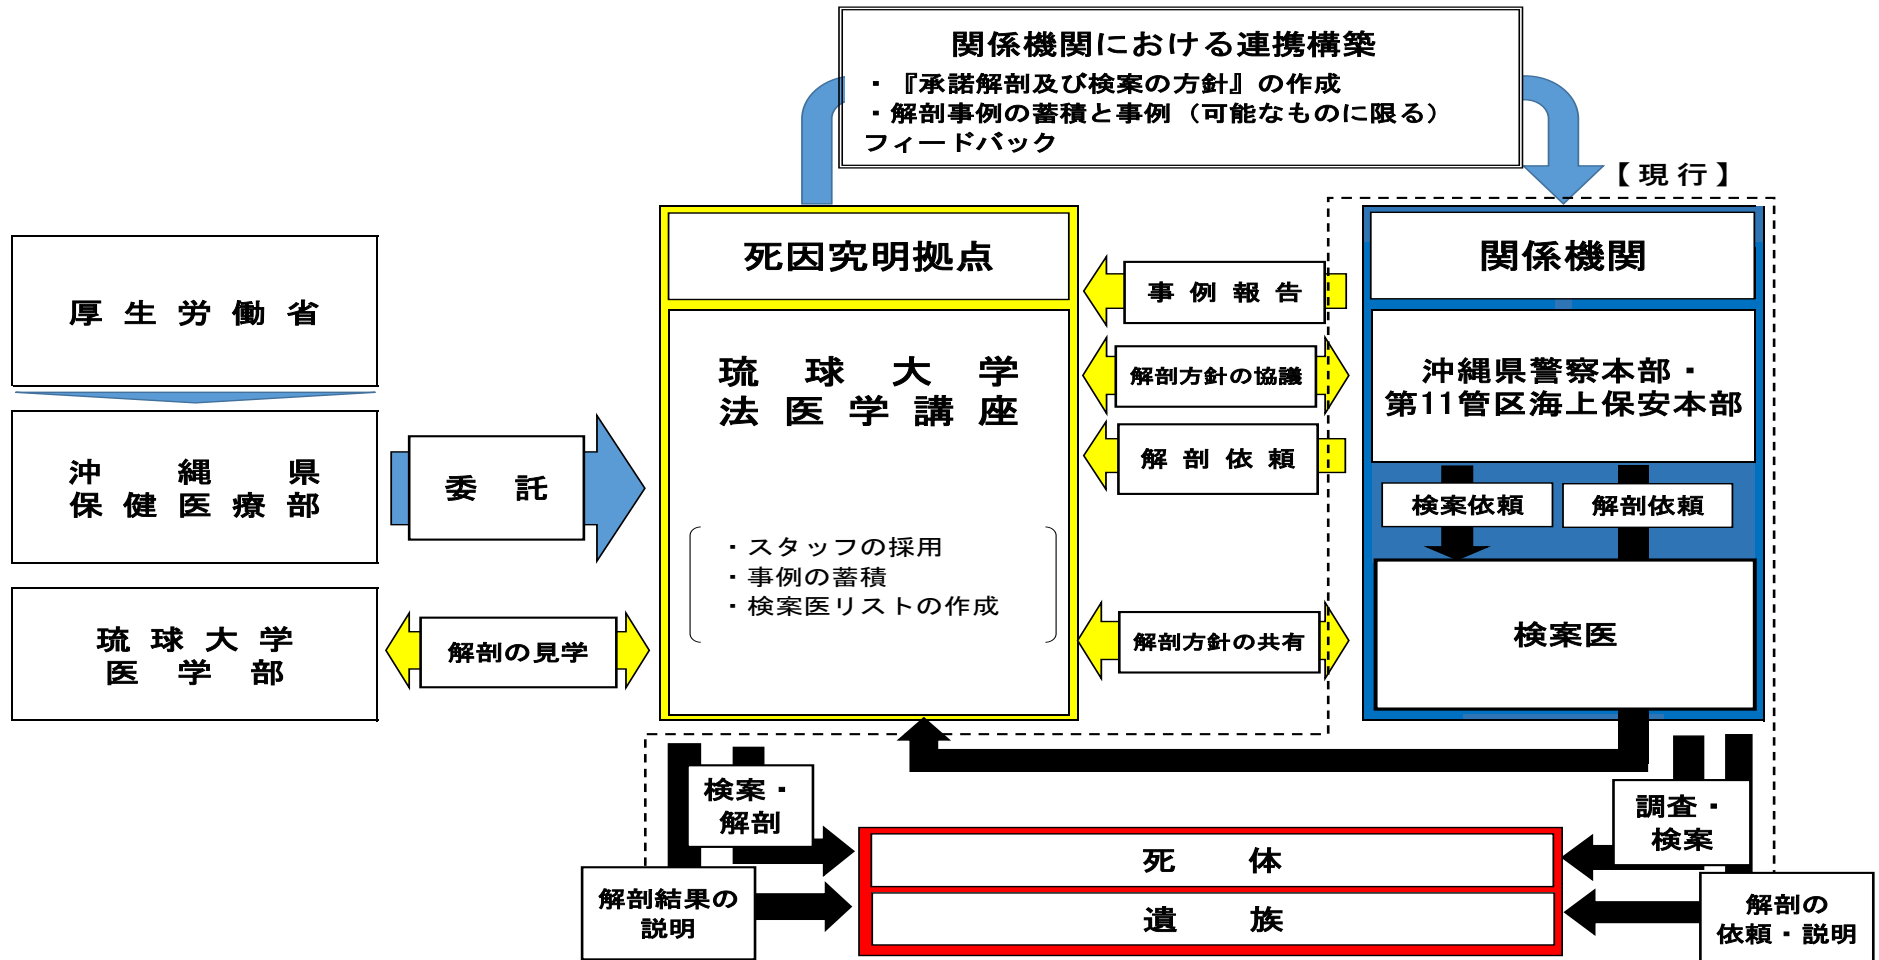 関係機関における連携構築
・『承諾解剖及び検案の方針』の作成
・解剖事例の蓄積と事例（可能なものに限る）
フィードバック
【現行】
死因究明拠点
関係機関
厚生労働省
事例報告
琉球大学
法医学講座
解剖方針の協議
沖縄県警察本部・
第11管区海上保安本部
解剖依頼
沖縄県
保健医療部
委託
検案依頼
解剖依頼
・スタッフの採用
・事例の蓄積
・検案医リストの作成
琉球大学
医学部
解剖の見学
解剖方針の共有
検案医
検案・
解剖
調査・
検案
死体
解剖結果の
説明
遺族
解剖の
依頼・説明